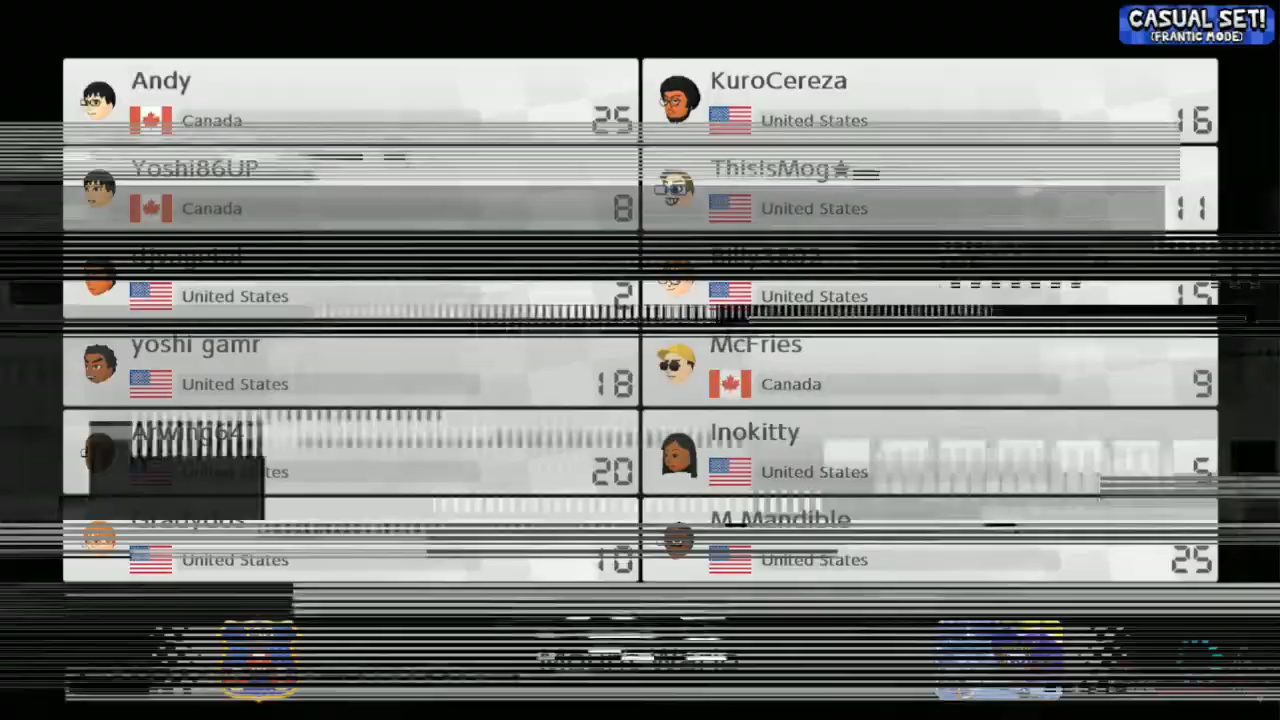 CASUAL SET!
(FRANTIC MODE)
Andy
Canada
25
KuroCereza
United States
16
Yoshi86UP
Canada
8
ThisIsMog★
United States
11
United States
2
United States
15
yoshi gamr
United States
18
McFries
Canada
9
Arwing64
20
Inokitty
United States
5
United States
M.Mandible
United States
25